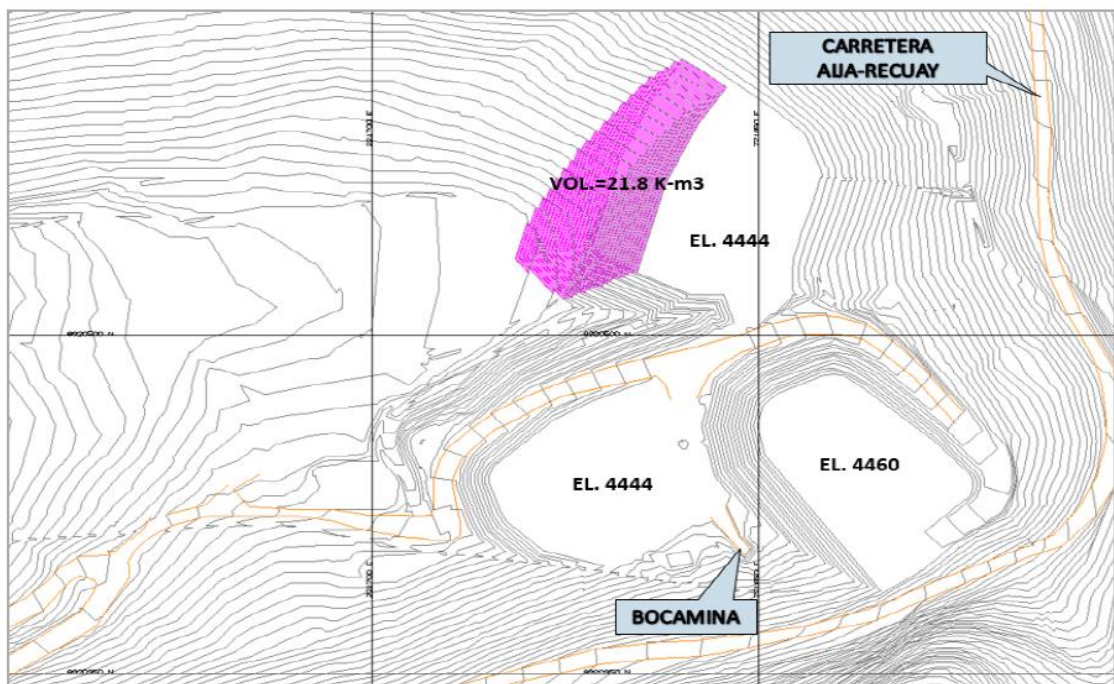 CARRETERA
AIJA-RECUAY
VOL.=21.8 K-m3
EL. 4444
EL. 4460
EL. 4444
BOCAMINA